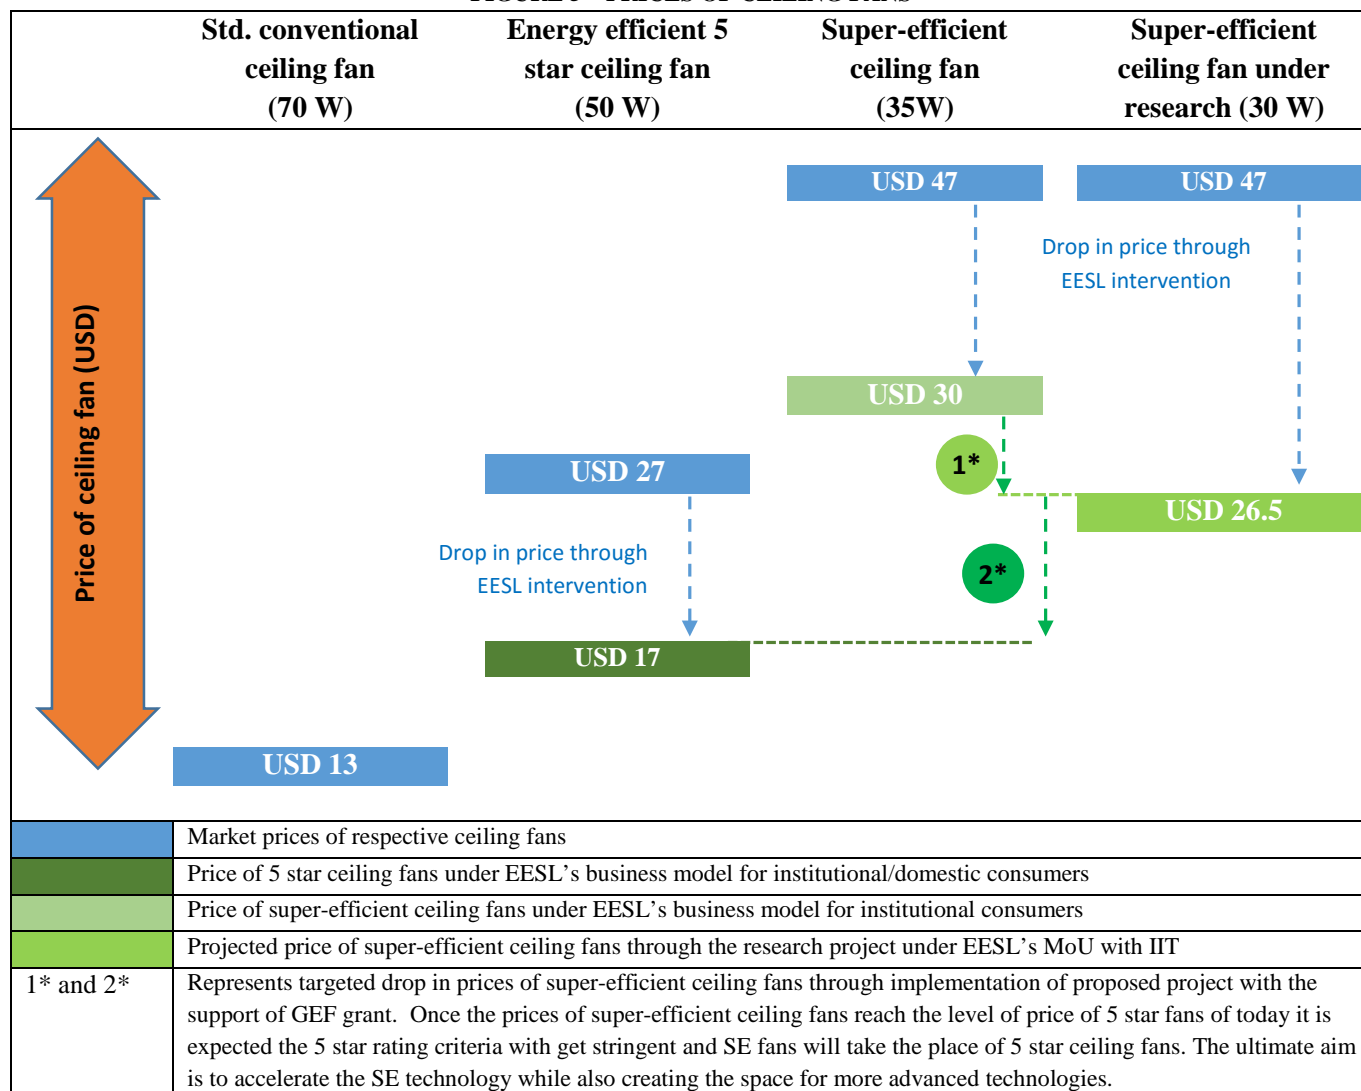 Std. conventional
ceiling fan
(70 W)
Energy efficient 5
star ceiling fan
(50 W)
Super-efficient
ceiling fan
(35W)
Super-efficient
ceiling fan under
research (30 W)
Price of ceiling fan (USD)
USD 47
USD 47
Drop in price through
EESL intervention
USD 30
1*
USD 27
USD 26.5
Drop in price through
EESL intervention
2*
USD 17
USD 13
Market prices of respective ceiling fans
Price of 5 star ceiling fans under EESL’s business model for institutional/domestic consumers
Price of super-efficient ceiling fans under EESL’s business model for institutional consumers
Projected price of super-efficient ceiling fans through the research project under EESL’s MoU with IIT
1* and 2*
Represents targeted drop in prices of super-efficient ceiling fans through implementation of proposed project with the
support of GEF grant. Once the prices of super-efficient ceiling fans reach the level of price of 5 star fans of today it is
expected the 5 star rating criteria with get stringent and SE fans will take the place of 5 star ceiling fans. The ultimate aim
is to accelerate the SE technology while also creating the space for more advanced technologies.